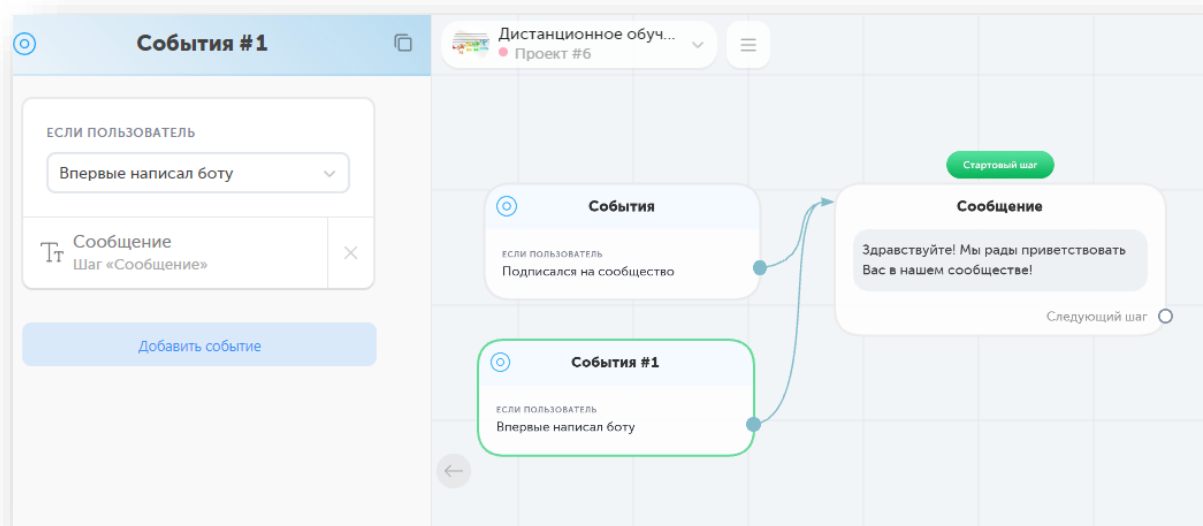 События #1
ЕСЛИ ПОЛЬЗОВАТЕЛЬ
Впервые написал боту
Тт Сообщение
Шаг «Сообщение»
Добавить событие
Дистанционное обуч...
Проект #6
События
ЕСЛИ ПОЛЬЗОВАТЕЛЬ
Подписался на сообщество
События #1
ЕСЛИ ПОЛЬЗОВАТЕЛЬ
Впервые написал боту
Стартовый шаг
Сообщение
Здравствуйте! Мы рады приветствовать
Вас в нашем сообществе!
Следующий шаг